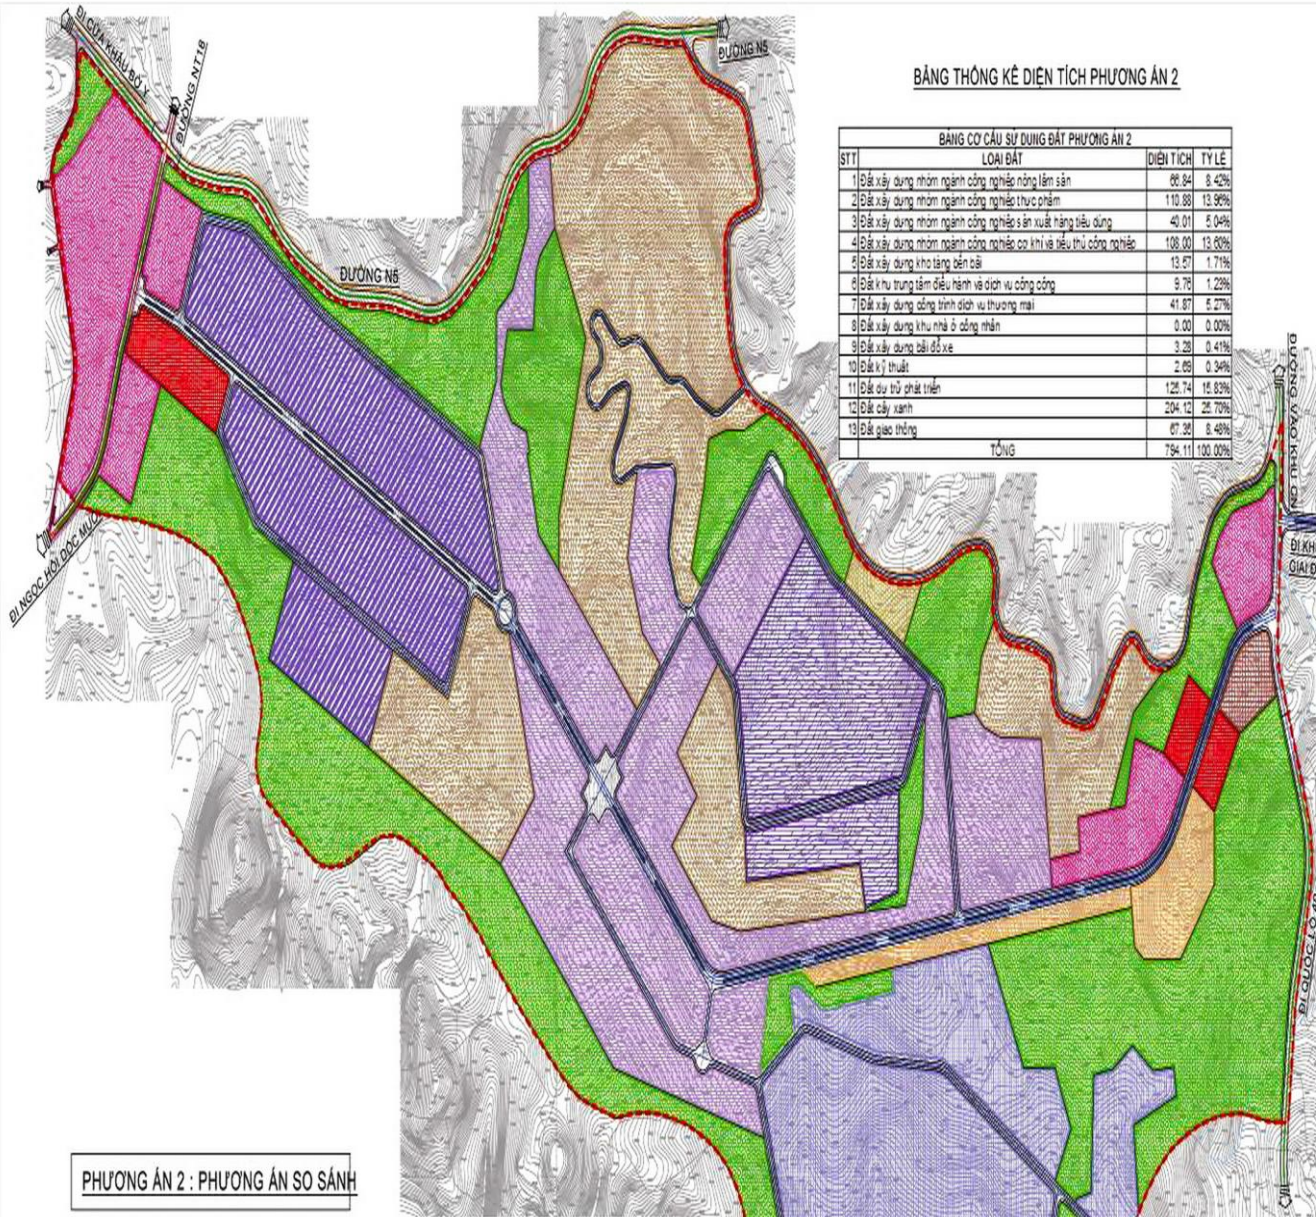 ĐI CỬA KHẨU BỜ Y
ĐƯỜNG NT18
ĐƯỜNG N5
BẢNG THỐNG KÊ DIỆN TÍCH PHƯƠNG ÁN 2
BẢNG CƠ CẤU SỬ DỤNG ĐẤT PHƯƠNG ÁN 2
STT LOẠI ĐẤT DIỆN TÍCH TỶ LỆ
1 Đất xây dựng nhóm ngành công nghiệp nông lâm sản 66.84 8.42%
2 Đất xây dựng nhóm ngành công nghiệp thực phẩm 110.88 13.96%
3 Đất xây dựng nhóm ngành công nghiệp sản xuất hàng tiêu dùng 40.01 5.04%
4 Đất xây dựng nhóm ngành công nghiệp cơ khí và tiểu thủ công nghiệp 108.00 13.60%
5 Đất xây dựng kho tàng bến bãi 13.57 1.71%
6 Đất khu trung tâm điều hành và dịch vụ công cộng 9.76 1.23%
7 Đất xây dựng công trình dịch vụ thương mại 41.87 5.27%
8 Đất xây dựng khu nhà ở công nhân 0.00 0.00%
9 Đất xây dựng bãi đỗ xe 3.28 0.41%
10 Đất kỹ thuật 2.69 0.34%
11 Đất dự trữ phát triển 125.74 15.83%
12 Đất cây xanh 204.12 25.70%
13 Đất giao thông 67.36 8.48%
TỔNG 794.11 100.00%
ĐƯỜNG N5
ĐƯỜNG VÀO KHU
ĐI KH
GIAI Đ
ĐI NGỌC HỒI DỐC MUỐI
PHƯƠNG ÁN 2 : PHƯƠNG ÁN SO SÁNH